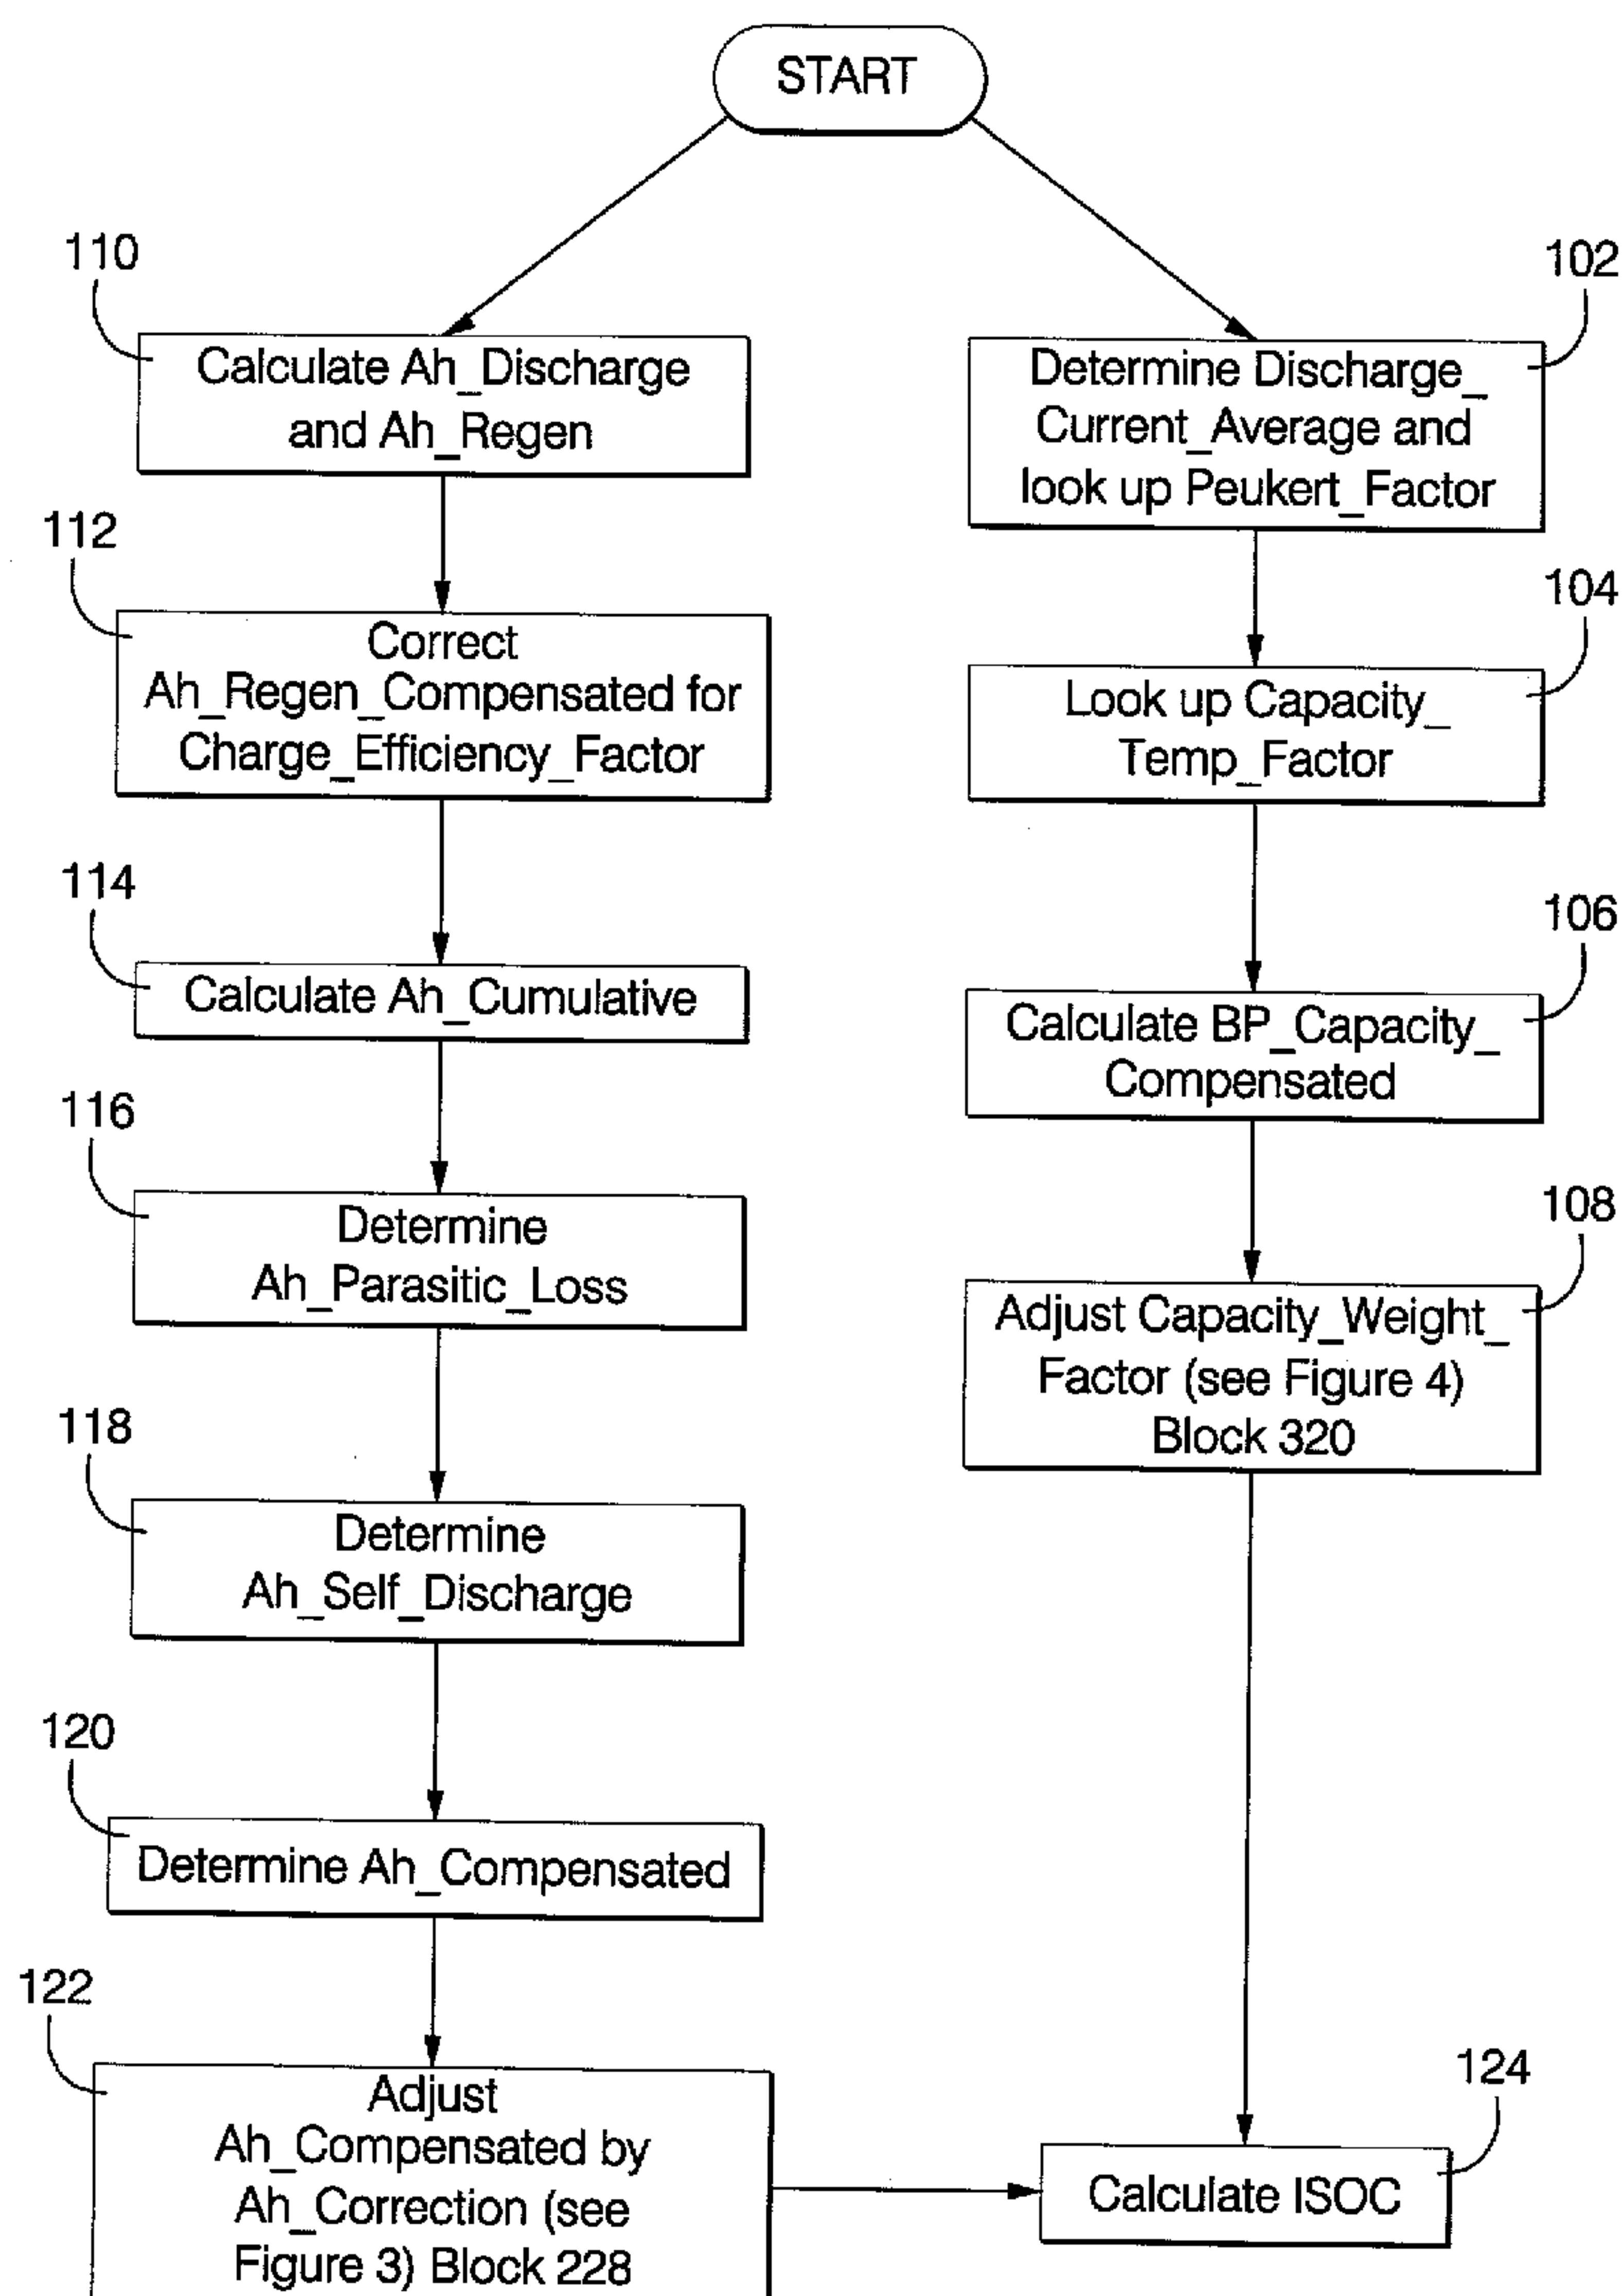 START
110
Calculate Ah_Discharge
and Ah_Regen
112
Correct
Ah_Regen_Compensated for
Charge_Efficiency_Factor
114
Calculate Ah_Cumulative
116
Determine
Ah_Parasitic_Loss
118
Determine
Ah_Self_Discharge
120
Determine Ah_Compensated
122
Adjust
Ah_Compensated by
Ah_Correction (see
Figure 3) Block 228
102
Determine Discharge_
Current_Average and
look up Peukert_Factor
104
Look up Capacity_
Temp_Factor
106
Calculate BP_Capacity_
Compensated
108
Adjust Capacity_Weight_
Factor (see Figure 4)
Block 320
124
Calculate ISOC